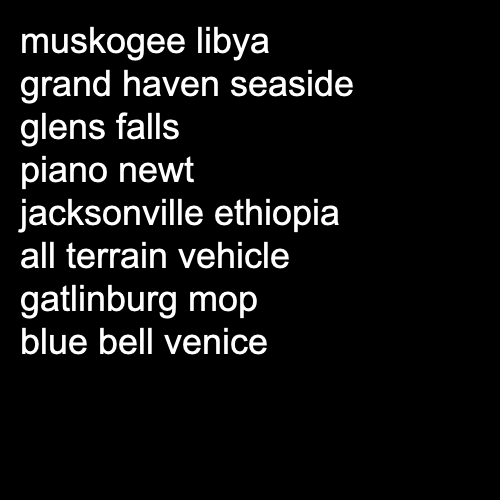 muskogee libya
grand haven seaside
glens falls
piano newt
jacksonville ethiopia
all terrain vehicle
gatlinburg mop
blue bell venice